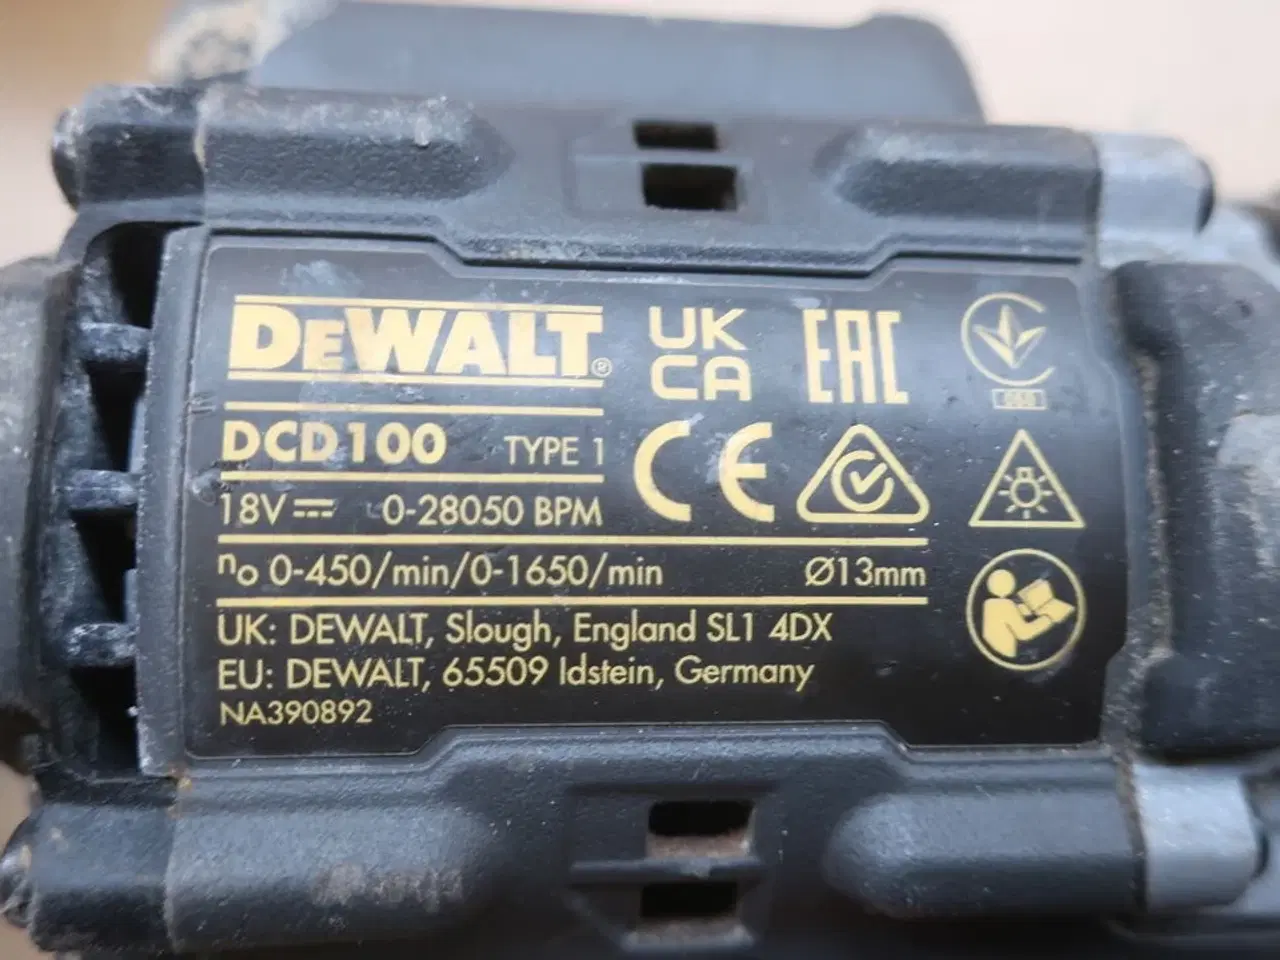 DEWALT®
DCD100 TYPE 1
18V 0-28050 BPM
n0 0-450/min/0-1650/min Ø13mm
UK: DEWALT, Slough, England SL1 4DX
EU: DEWALT, 65509 Idstein, Germany
NA390892
UK
CA
EAC
CE